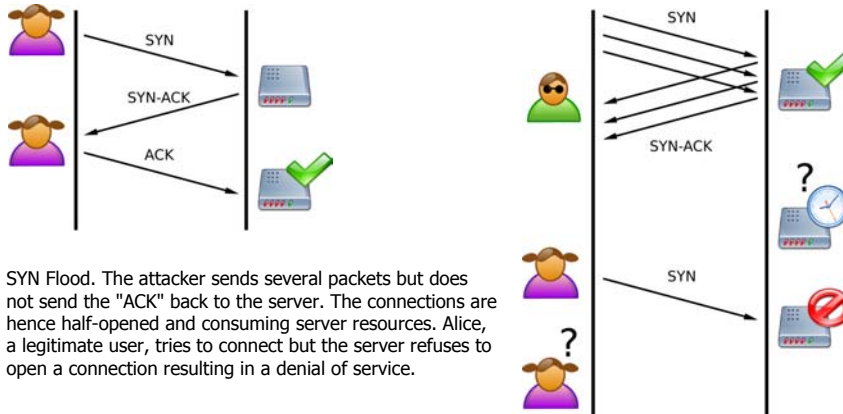 SYN
SYN-ACK
ACK
SYN Flood. The attacker sends several packets but does
not send the "ACK" back to the server. The connections are
hence half-opened and consuming server resources. Alice,
a legitimate user, tries to connect but the server refuses to
open a connection resulting in a denial of service.
SYN
SYN-ACK
?
SYN
?